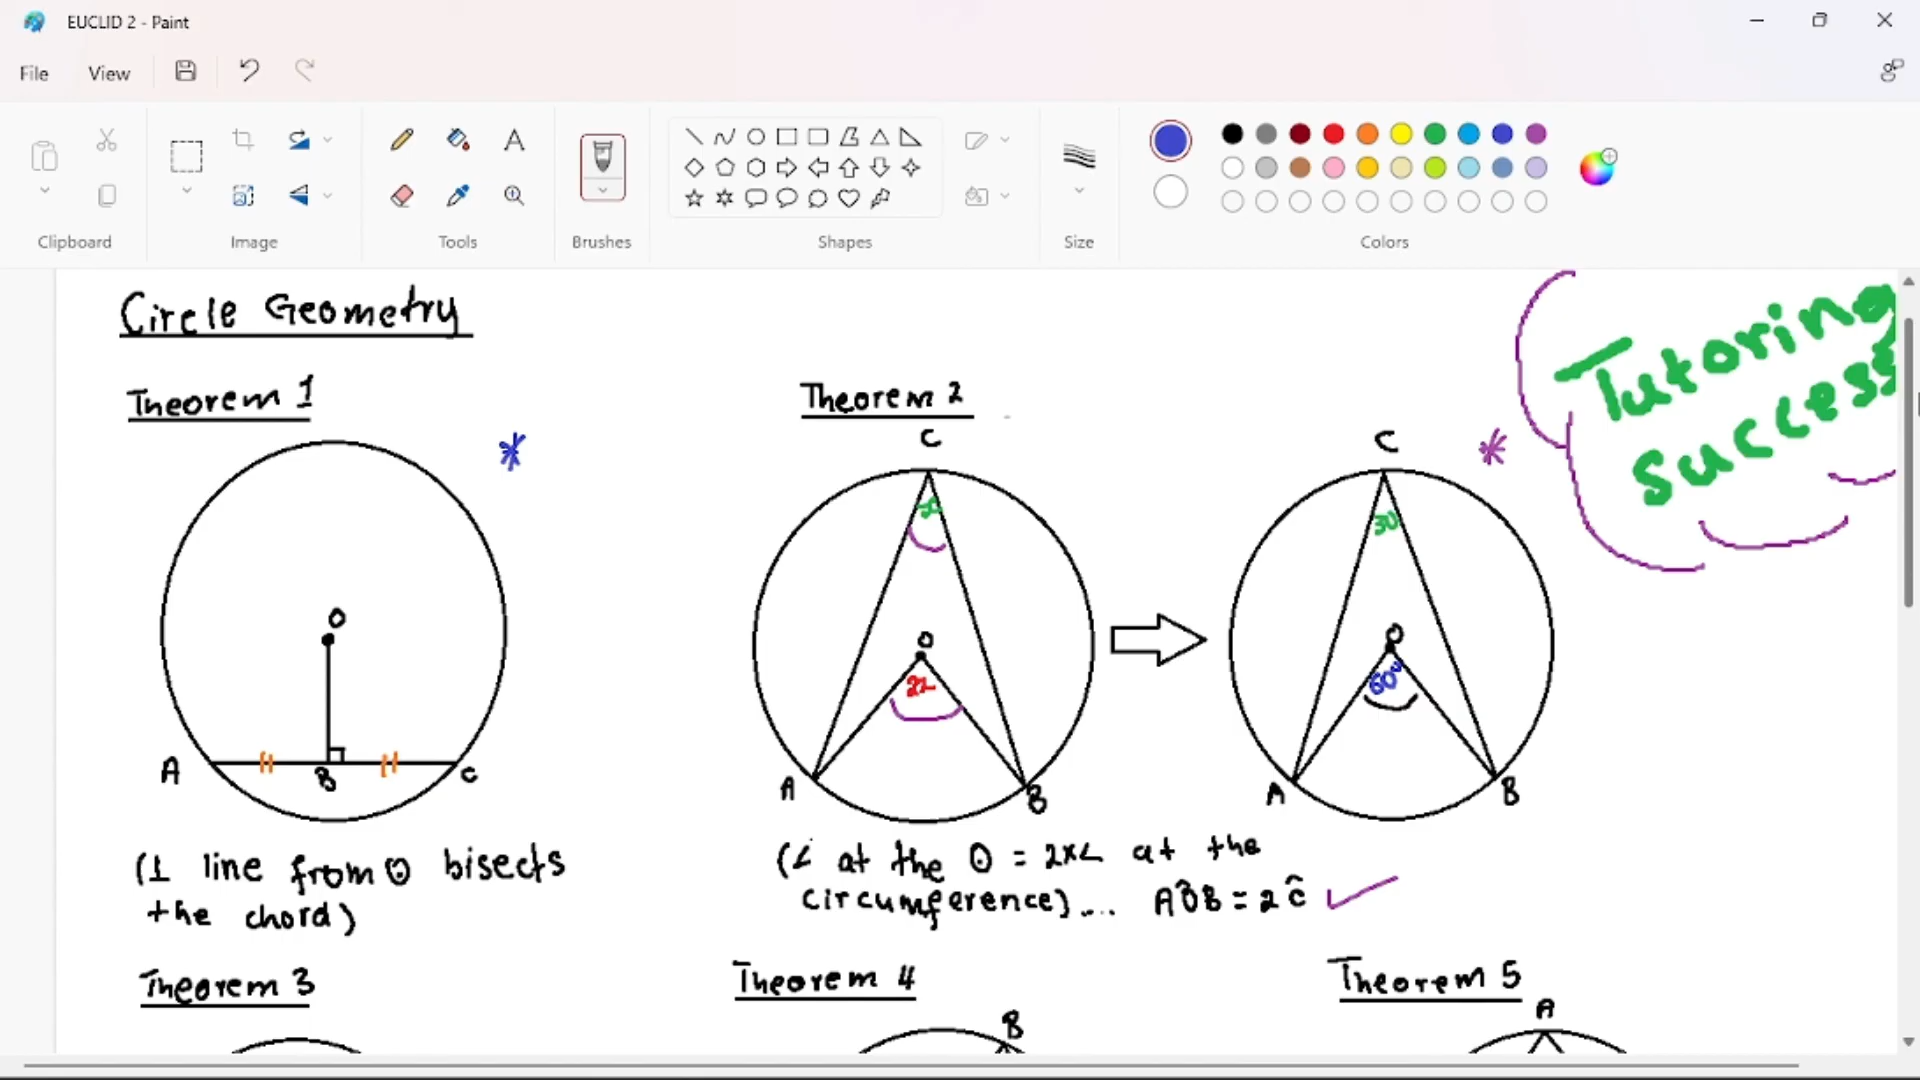 EUCLID 2 - Paint
File
View
Clipboard
Image
Tools
Brushes
Shapes
Size
Colors
Circle Geometry
Tutoring
Success
Theorem 1
Theorem 2
C
C
30
O
O
O
60°
A
B
C
A
B
A
B
(⊥ line from ⊙ bisects
the chord)
(∠ at the ⊙ = 2×∠ at the
circumference)... AÔB = 2Ĉ
Theorem 3
Theorem 4
Theorem 5
B
A